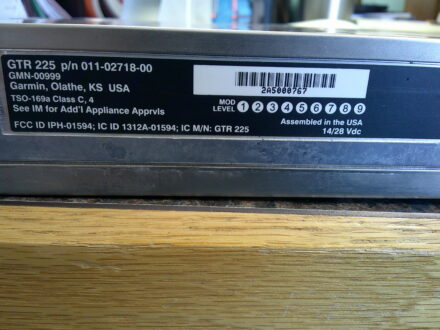 GTR 225 p/n 011-02718-00
GMN-00999
Garmin, Olathe, KS USA
TSO-169a Class C, 4
See IM for Add'l Appliance Apprvls
2A5000767
MOD LEVEL 1 2 3 4 5 6 7 8 9
Assembled in the USA
FCC ID IPH-01594; IC ID 1312A-01594; IC M/N: GTR 225
14/28 Vdc